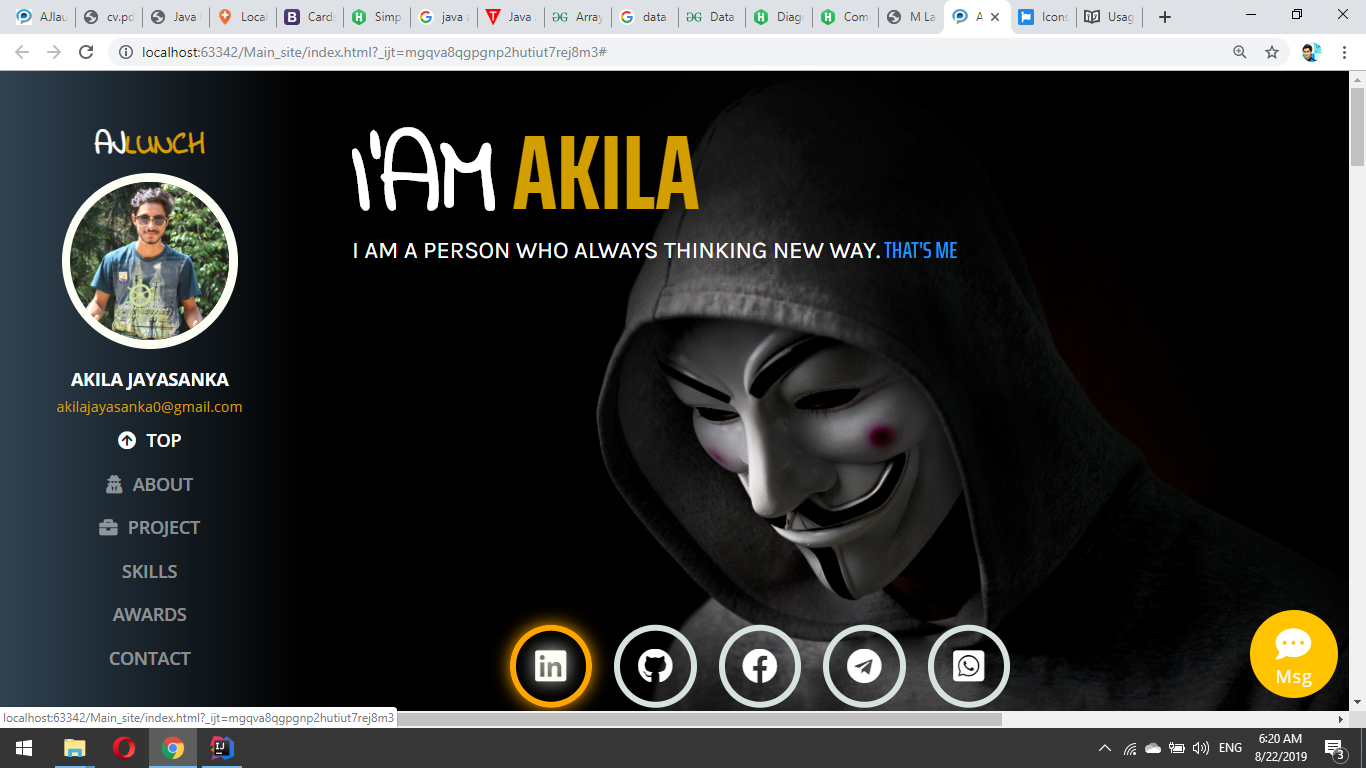 AJlau
cv.pd
Java
Local
Cards
Simp
java a
Java
Array
data
Data
Diag
Com
M La
A
Icons
Usag
localhost:63342/Main_site/index.html?_ijt=mgqva8qgpgnp2hutiut7rej8m3#
AJLUNCH
I'AM AKILA
I AM A PERSON WHO ALWAYS THINKING NEW WAY. THAT'S ME
AKILA JAYASANKA
akilajayasanka0@gmail.com
TOP
ABOUT
PROJECT
SKILLS
AWARDS
CONTACT
in
Msg
localhost:63342/Main_site/index.html?_ijt=mgqva8qgpgnp2hutiut7rej8m3
ENG
6:20 AM
8/22/2019
3